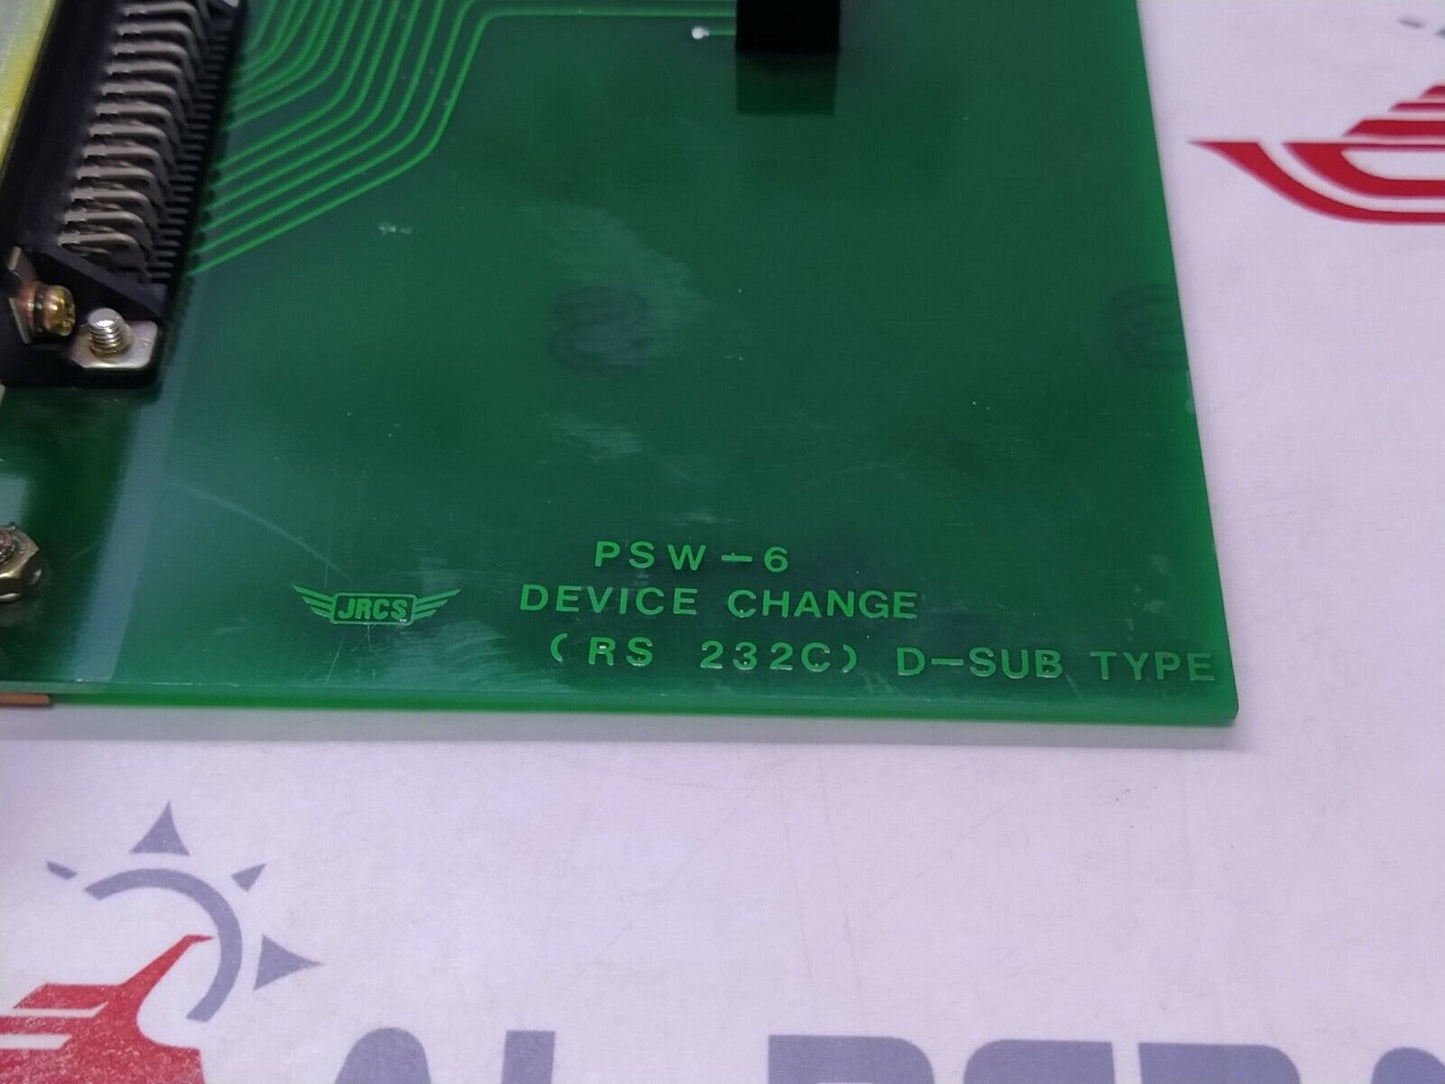 PSW-6
JRCS
DEVICE CHANGE
(RS 232C) D-SUB TYPE